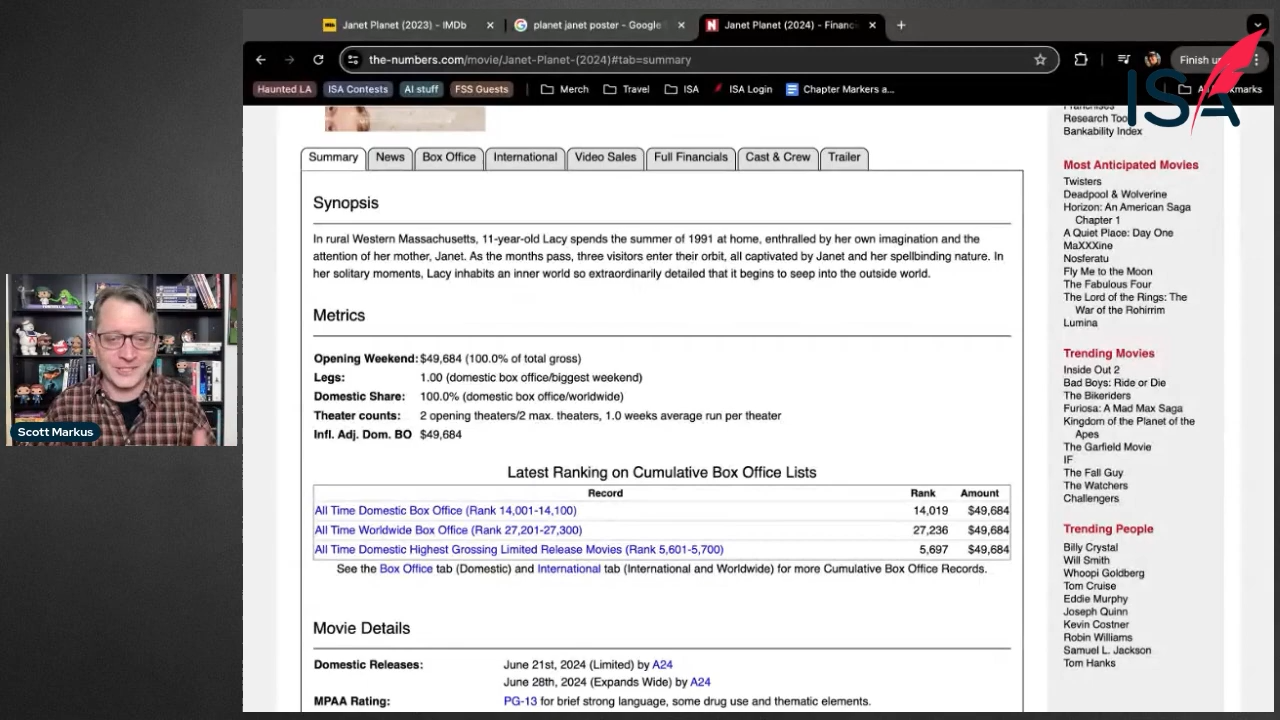 Janet Planet (2023) - IMDb
planet janet poster - Google
Janet Planet (2024) - Financ
the-numbers.com/movie/Janet-Planet-(2024)#tab=summary
Finish u
Haunted LA
ISA Contests
AI stuff
FSS Guests
Merch
Travel
ISA
ISA Login
Chapter Markers a...
ISA
Summary
News
Box Office
International
Video Sales
Full Financials
Cast & Crew
Trailer
Synopsis
In rural Western Massachusetts, 11-year-old Lacy spends the summer of 1991 at home, enthralled by her own imagination and the
attention of her mother, Janet. As the months pass, three visitors enter their orbit, all captivated by Janet and her spellbinding nature. In
her solitary moments, Lacy inhabits an inner world so extraordinarily detailed that it begins to seep into the outside world.
Metrics
Opening Weekend: $49,684 (100.0% of total gross)
Legs: 1.00 (domestic box office/biggest weekend)
Domestic Share: 100.0% (domestic box office/worldwide)
Theater counts: 2 opening theaters/2 max. theaters, 1.0 weeks average run per theater
Infl. Adj. Dom. BO $49,684
Latest Ranking on Cumulative Box Office Lists
Record Rank Amount
All Time Domestic Box Office (Rank 14,001-14,100) 14,019 $49,684
All Time Worldwide Box Office (Rank 27,201-27,300) 27,236 $49,684
All Time Domestic Highest Grossing Limited Release Movies (Rank 5,601-5,700) 5,697 $49,684
See the Box Office tab (Domestic) and International tab (International and Worldwide) for more Cumulative Box Office Records.
Movie Details
Domestic Releases: June 21st, 2024 (Limited) by A24
June 28th, 2024 (Expands Wide) by A24
MPAA Rating: PG-13 for brief strong language, some drug use and thematic elements.
Franchises
Research Too
Bankability Index
Most Anticipated Movies
Twisters
Deadpool & Wolverine
Horizon: An American Saga
Chapter 1
A Quiet Place: Day One
MaXXXine
Nosferatu
Fly Me to the Moon
The Fabulous Four
The Lord of the Rings: The
War of the Rohirrim
Lumina
Trending Movies
Inside Out 2
Bad Boys: Ride or Die
The Bikeriders
Furiosa: A Mad Max Saga
Kingdom of the Planet of the
Apes
The Garfield Movie
IF
The Fall Guy
The Watchers
Challengers
Trending People
Billy Crystal
Will Smith
Whoopi Goldberg
Tom Cruise
Eddie Murphy
Joseph Quinn
Kevin Costner
Robin Williams
Samuel L. Jackson
Tom Hanks
Scott Markus